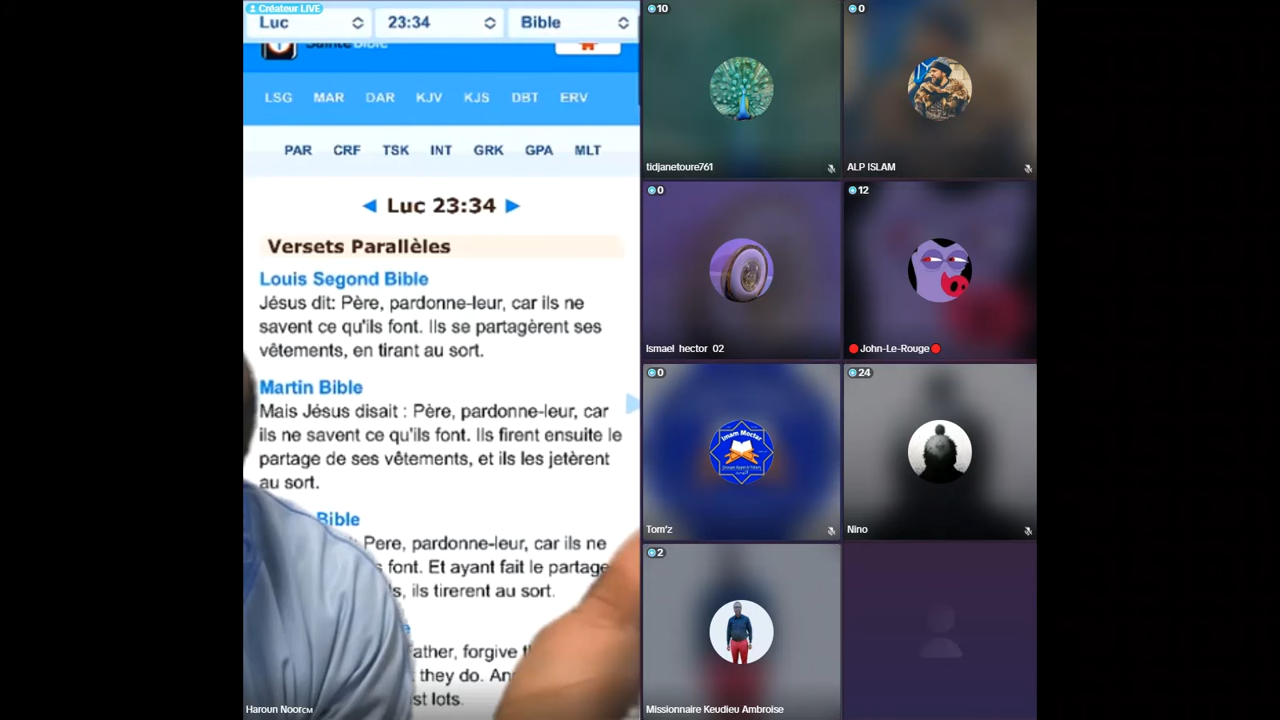 Créateur LIVE
Luc 23:34 Bible
Sainte Bible
LSG MAR DAR KJV KJS DBT ERV
PAR CRF TSK INT GRK GPA MLT
Luc 23:34
Versets Parallèles
Louis Segond Bible
Jésus dit: Père, pardonne-leur, car ils ne
savent ce qu'ils font. Ils se partagèrent ses
vêtements, en tirant au sort.
Martin Bible
Mais Jésus disait : Père, pardonne-leur, car
ils ne savent ce qu'ils font. Ils firent ensuite le
partage de ses vêtements, et ils les jetèrent
au sort.
Bible
Pere, pardonne-leur, car ils ne
font. Et ayant fait le partage
ils tirerent au sort.
forgive
they do.
lots.
Haroun Noor
10
tidjanetoure761
0
ALP ISLAM
0
Ismael hector 02
12
John-Le-Rouge
0
Imam Moctar
Tom'z
24
Nino
2
Missionnaire Keudieu Ambroise